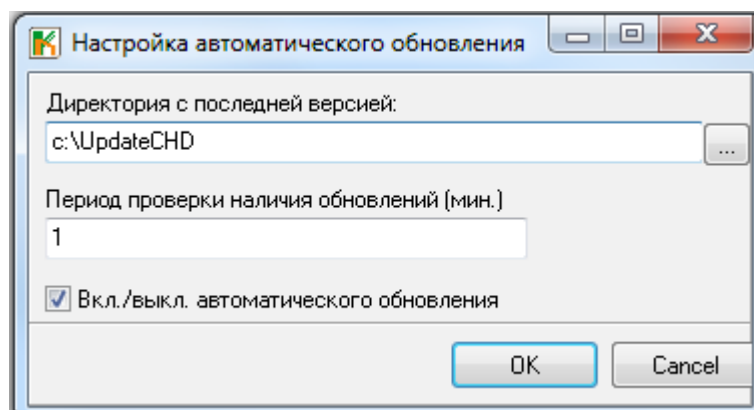 Настройка автоматического обновления
Директория с последней версией:
c:\UpdateCHD
...
Период проверки наличия обновлений (мин.)
1
Вкл./выкл. автоматического обновления
OK
Cancel